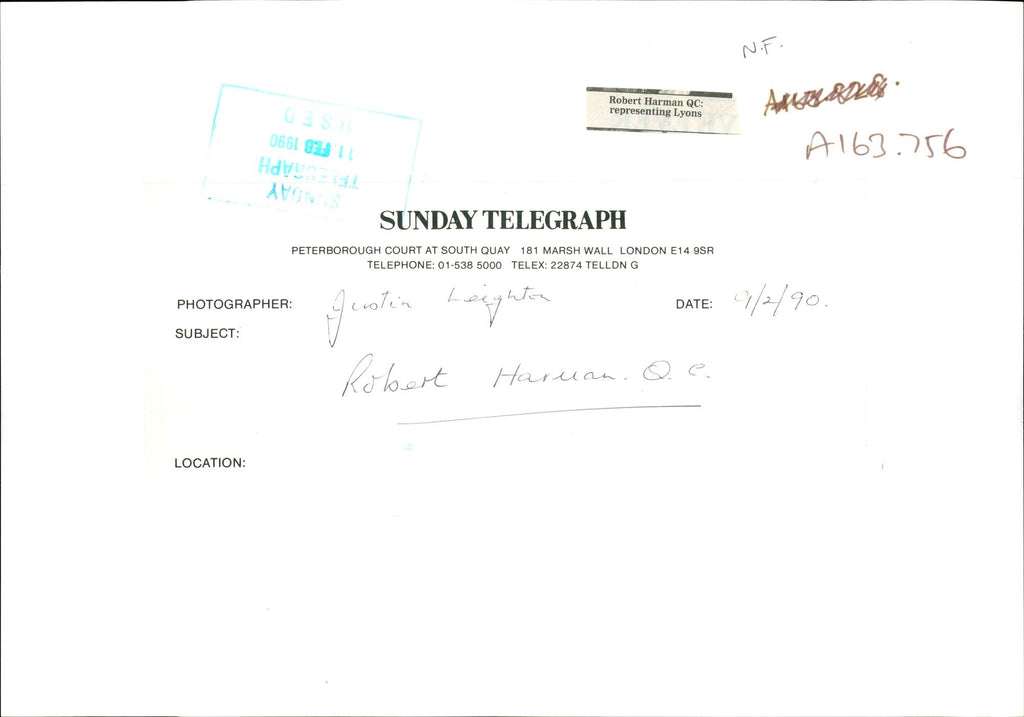 N.F.
Robert Harman QC:
representing Lyons
A163.756
SUNDAY
TELEGRAPH
11 FEB 1990
USED
SUNDAY TELEGRAPH
PETERBOROUGH COURT AT SOUTH QUAY 181 MARSH WALL LONDON E14 9SR
TELEPHONE: 01-538 5000 TELEX: 22874 TELLDN G
PHOTOGRAPHER: Justin Leighton DATE: 9/2/90.
SUBJECT:
Robert Harman. Q.C.
LOCATION: